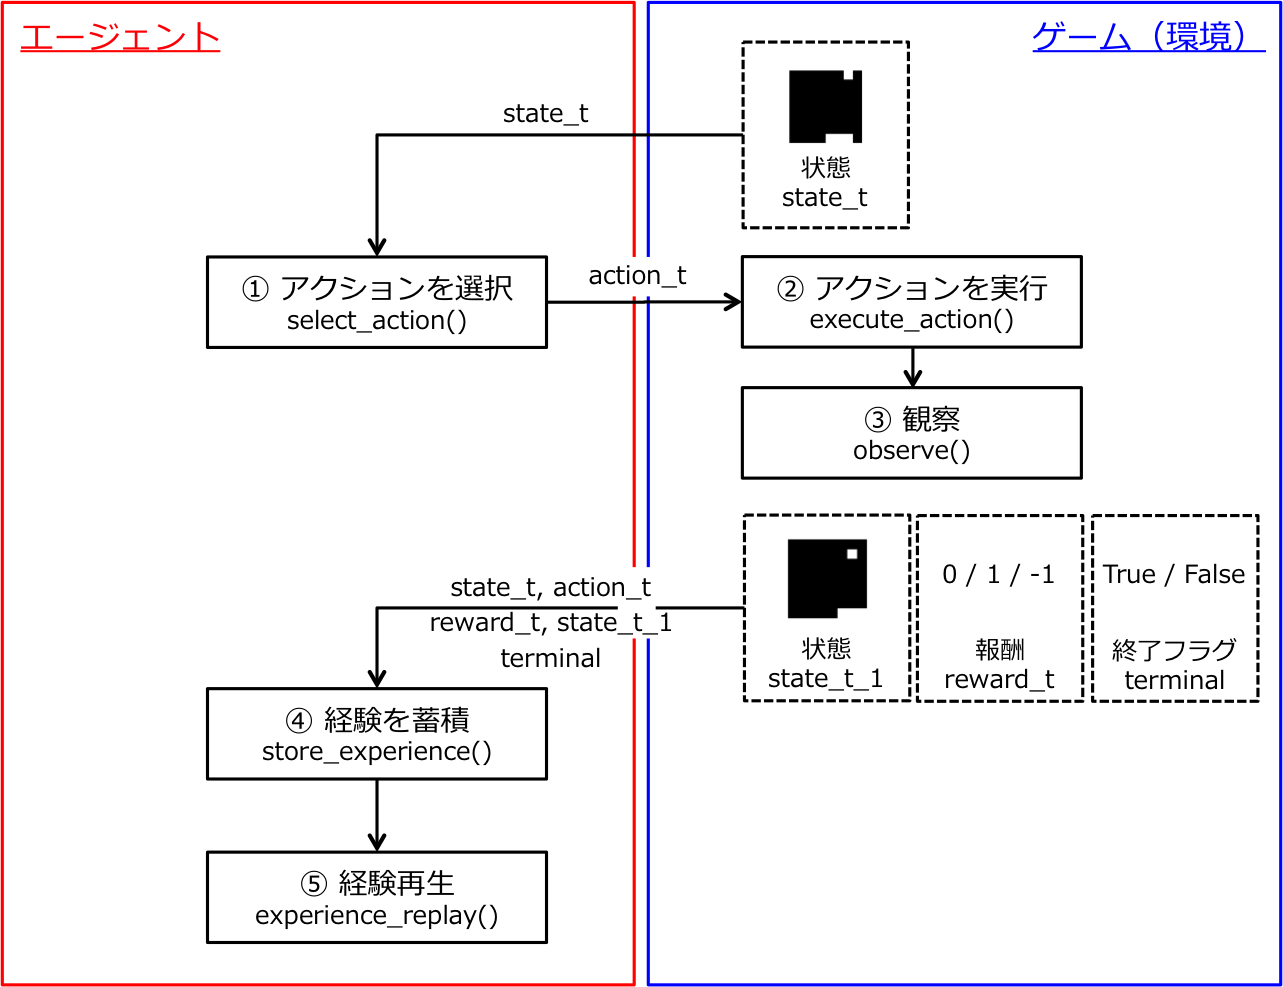 エージェント
ゲーム（環境）
state_t
状態
state_t
① アクションを選択
select_action()
action_t
② アクションを実行
execute_action()
③ 観察
observe()
state_t, action_t
reward_t, state_t_1
terminal
状態
state_t_1
0 / 1 / -1
報酬
reward_t
True / False
終了フラグ
terminal
④ 経験を蓄積
store_experience()
⑤ 経験再生
experience_replay()